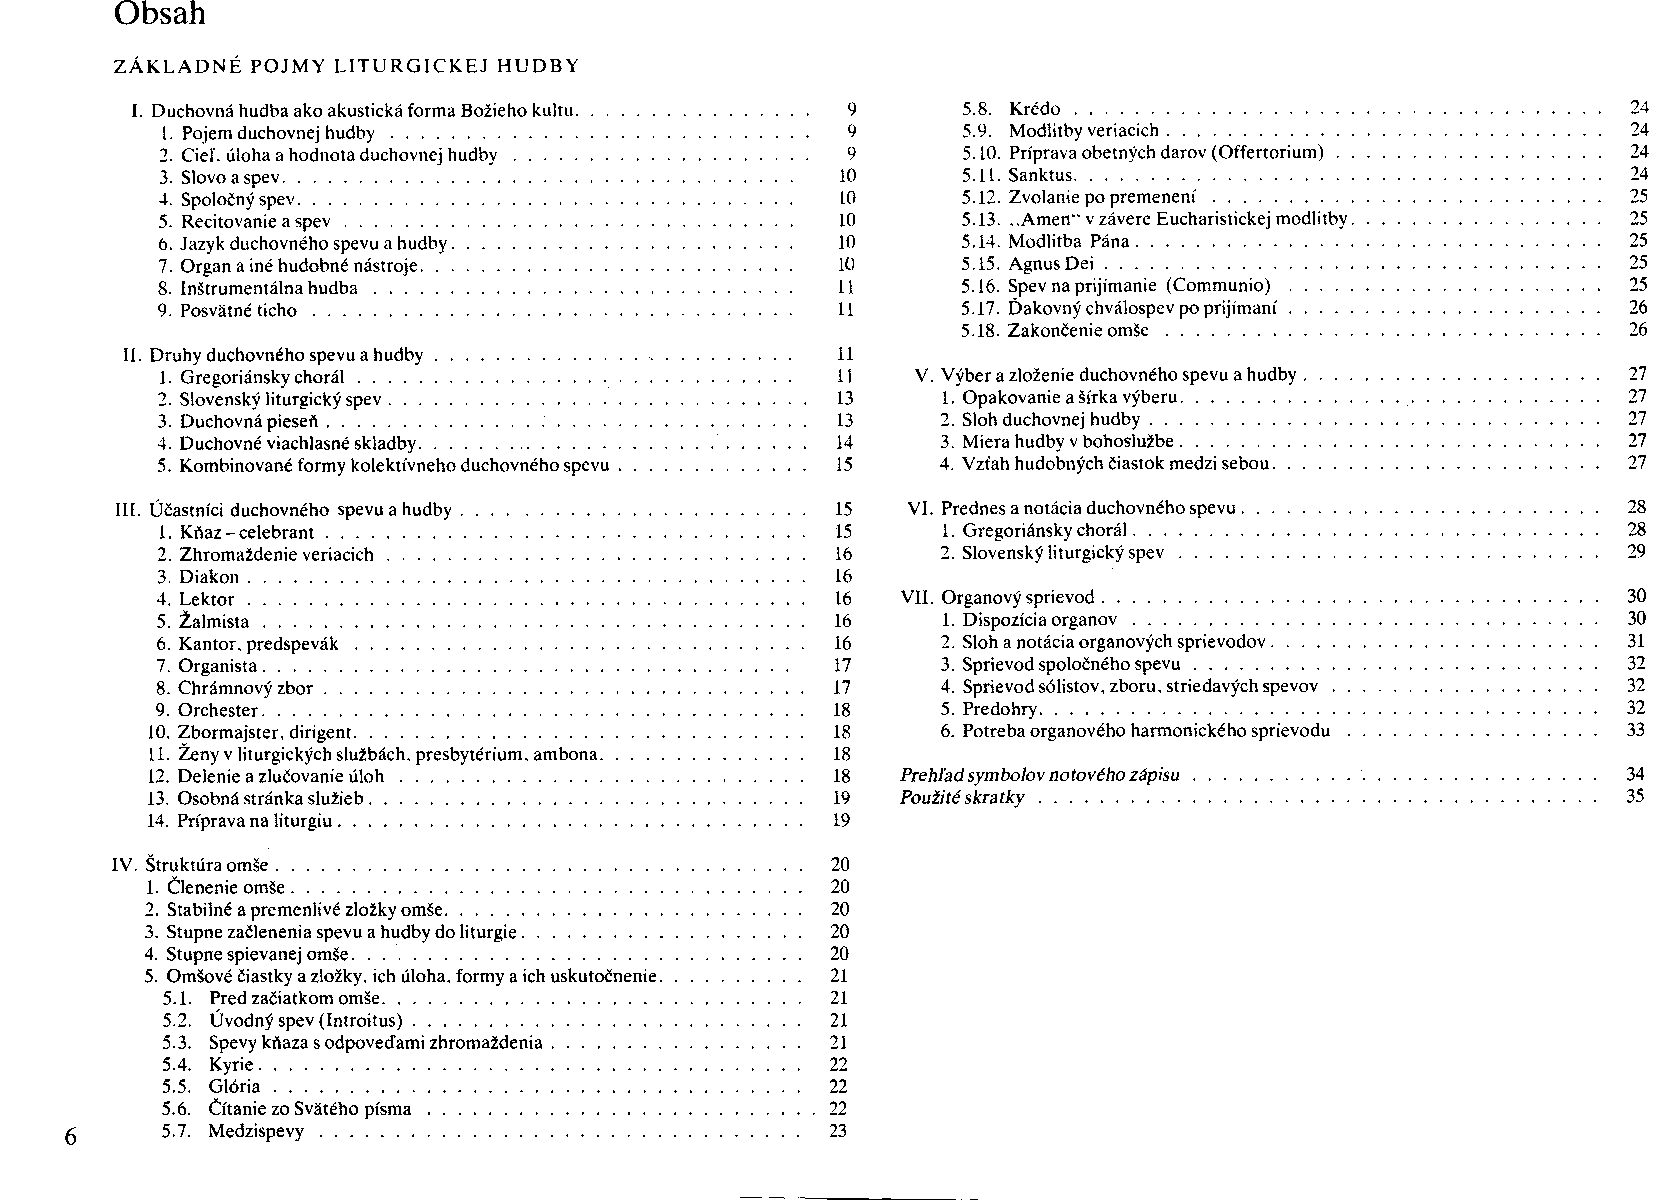 Obsah
ZÁKLADNÉ POJMY LITURGICKEJ HUDBY
I. Duchovná hudba ako akustická forma Božieho kultu. . . . . . . . . . . . . . . . 9
1. Pojem duchovnej hudby . . . . . . . . . . . . . . . . 9
2. Cieľ, úloha a hodnota duchovnej hudby . . . . . . . . . . . . . . . . 9
3. Slovo a spev. . . . . . . . . . . . . . . . 10
4. Spoločný spev. . . . . . . . . . . . . . . . 10
5. Recitovanie a spev . . . . . . . . . . . . . . . . 10
6. Jazyk duchovného spevu a hudby. . . . . . . . . . . . . . . . 10
7. Organ a iné hudobné nástroje. . . . . . . . . . . . . . . . 10
8. Inštrumentálna hudba . . . . . . . . . . . . . . . . 11
9. Posvätné ticho . . . . . . . . . . . . . . . . 11
II. Druhy duchovného spevu a hudby . . . . . . . . . . . . . . . . 11
1. Gregoriánsky chorál . . . . . . . . . . . . . . . . 11
2. Slovenský liturgický spev . . . . . . . . . . . . . . . . 13
3. Duchovná pieseň . . . . . . . . . . . . . . . . 13
4. Duchovné viachlasné skladby. . . . . . . . . . . . . . . . 14
5. Kombinované formy kolektívneho duchovného spevu . . . . . . . . . . . . . 15
III. Účastníci duchovného spevu a hudby . . . . . . . . . . . . . . . . 15
1. Kňaz – celebrant . . . . . . . . . . . . . . . . 15
2. Zhromaždenie veriacich . . . . . . . . . . . . . . . . 16
3. Diakon . . . . . . . . . . . . . . . . 16
4. Lektor . . . . . . . . . . . . . . . . 16
5. Žalmista . . . . . . . . . . . . . . . . 16
6. Kantor, predspevák . . . . . . . . . . . . . . . . 16
7. Organista . . . . . . . . . . . . . . . . 17
8. Chrámnový zbor . . . . . . . . . . . . . . . . 17
9. Orchester. . . . . . . . . . . . . . . . 18
10. Zbormajster, dirigent. . . . . . . . . . . . . . . . 18
11. Ženy v liturgických službách, presbytérium, ambona. . . . . . . . . . . . . . 18
12. Delenie a zlučovanie úloh . . . . . . . . . . . . . . . . 18
13. Osobná stránka služieb. . . . . . . . . . . . . . . . 19
14. Príprava na liturgiu. . . . . . . . . . . . . . . . 19
IV. Štruktúra omše . . . . . . . . . . . . . . . . 20
1. Členenie omše . . . . . . . . . . . . . . . . 20
2. Stabilné a premenlivé zložky omše. . . . . . . . . . . . . . . . 20
3. Stupne začlenenia spevu a hudby do liturgie. . . . . . . . . . . . . . . . 20
4. Stupne spievanej omše. . . . . . . . . . . . . . . . 20
5. Omšové čiastky a zložky, ich úloha, formy a ich uskutočnenie. . . . . . . . . . 21
5.1. Pred začiatkom omše. . . . . . . . . . . . . . . . 21
5.2. Úvodný spev (Introitus) . . . . . . . . . . . . . . . . 21
5.3. Spevy kňaza s odpoveďami zhromaždenia . . . . . . . . . . . . . . . . 21
5.4. Kyrie. . . . . . . . . . . . . . . . 22
5.5. Glória . . . . . . . . . . . . . . . . 22
5.6. Čítanie zo Svätého písma . . . . . . . . . . . . . . . . 22
5.7. Medzispevy . . . . . . . . . . . . . . . . 23
6
5.8. Krédo . . . . . . . . . . . . . . . . 24
5.9. Modlitby veriacich . . . . . . . . . . . . . . . . 24
5.10. Príprava obetných darov (Offertorium) . . . . . . . . . . . . . . . . 24
5.11. Sanktus. . . . . . . . . . . . . . . . 24
5.12. Zvolanie po premenení . . . . . . . . . . . . . . . . 25
5.13. „Amen“ v závere Eucharistickej modlitby. . . . . . . . . . . . . . . . 25
5.14. Modlitba Pána . . . . . . . . . . . . . . . . 25
5.15. Agnus Dei . . . . . . . . . . . . . . . . 25
5.16. Spev na prijímanie (Communio) . . . . . . . . . . . . . . . . 25
5.17. Ďakovný chválospev po prijímaní . . . . . . . . . . . . . . . . 26
5.18. Zakončenie omše . . . . . . . . . . . . . . . . 26
V. Výber a zloženie duchovného spevu a hudby . . . . . . . . . . . . . . . . 27
1. Opakovanie a šírka výberu. . . . . . . . . . . . . . . . 27
2. Sloh duchovnej hudby . . . . . . . . . . . . . . . . 27
3. Miera hudby v bohoslužbe . . . . . . . . . . . . . . . . 27
4. Vzťah hudobných čiastok medzi sebou. . . . . . . . . . . . . . . . 27
VI. Prednes a notácia duchovného spevu. . . . . . . . . . . . . . . . 28
1. Gregoriánsky chorál. . . . . . . . . . . . . . . . 28
2. Slovenský liturgický spev . . . . . . . . . . . . . . . . 29
VII. Organový sprievod . . . . . . . . . . . . . . . . 30
1. Dispozícia organov . . . . . . . . . . . . . . . . 30
2. Sloh a notácia organových sprievodov. . . . . . . . . . . . . . . . 31
3. Sprievod spoločného spevu . . . . . . . . . . . . . . . . 32
4. Sprievod sólistov, zboru, striedavých spevov . . . . . . . . . . . . . . . . 32
5. Predohry. . . . . . . . . . . . . . . . 32
6. Potreba organového harmonického sprievodu . . . . . . . . . . . . . . . . 33
Prehľad symbolov notového zápisu . . . . . . . . . . . . . . . . 34
Použité skratky . . . . . . . . . . . . . . . . 35